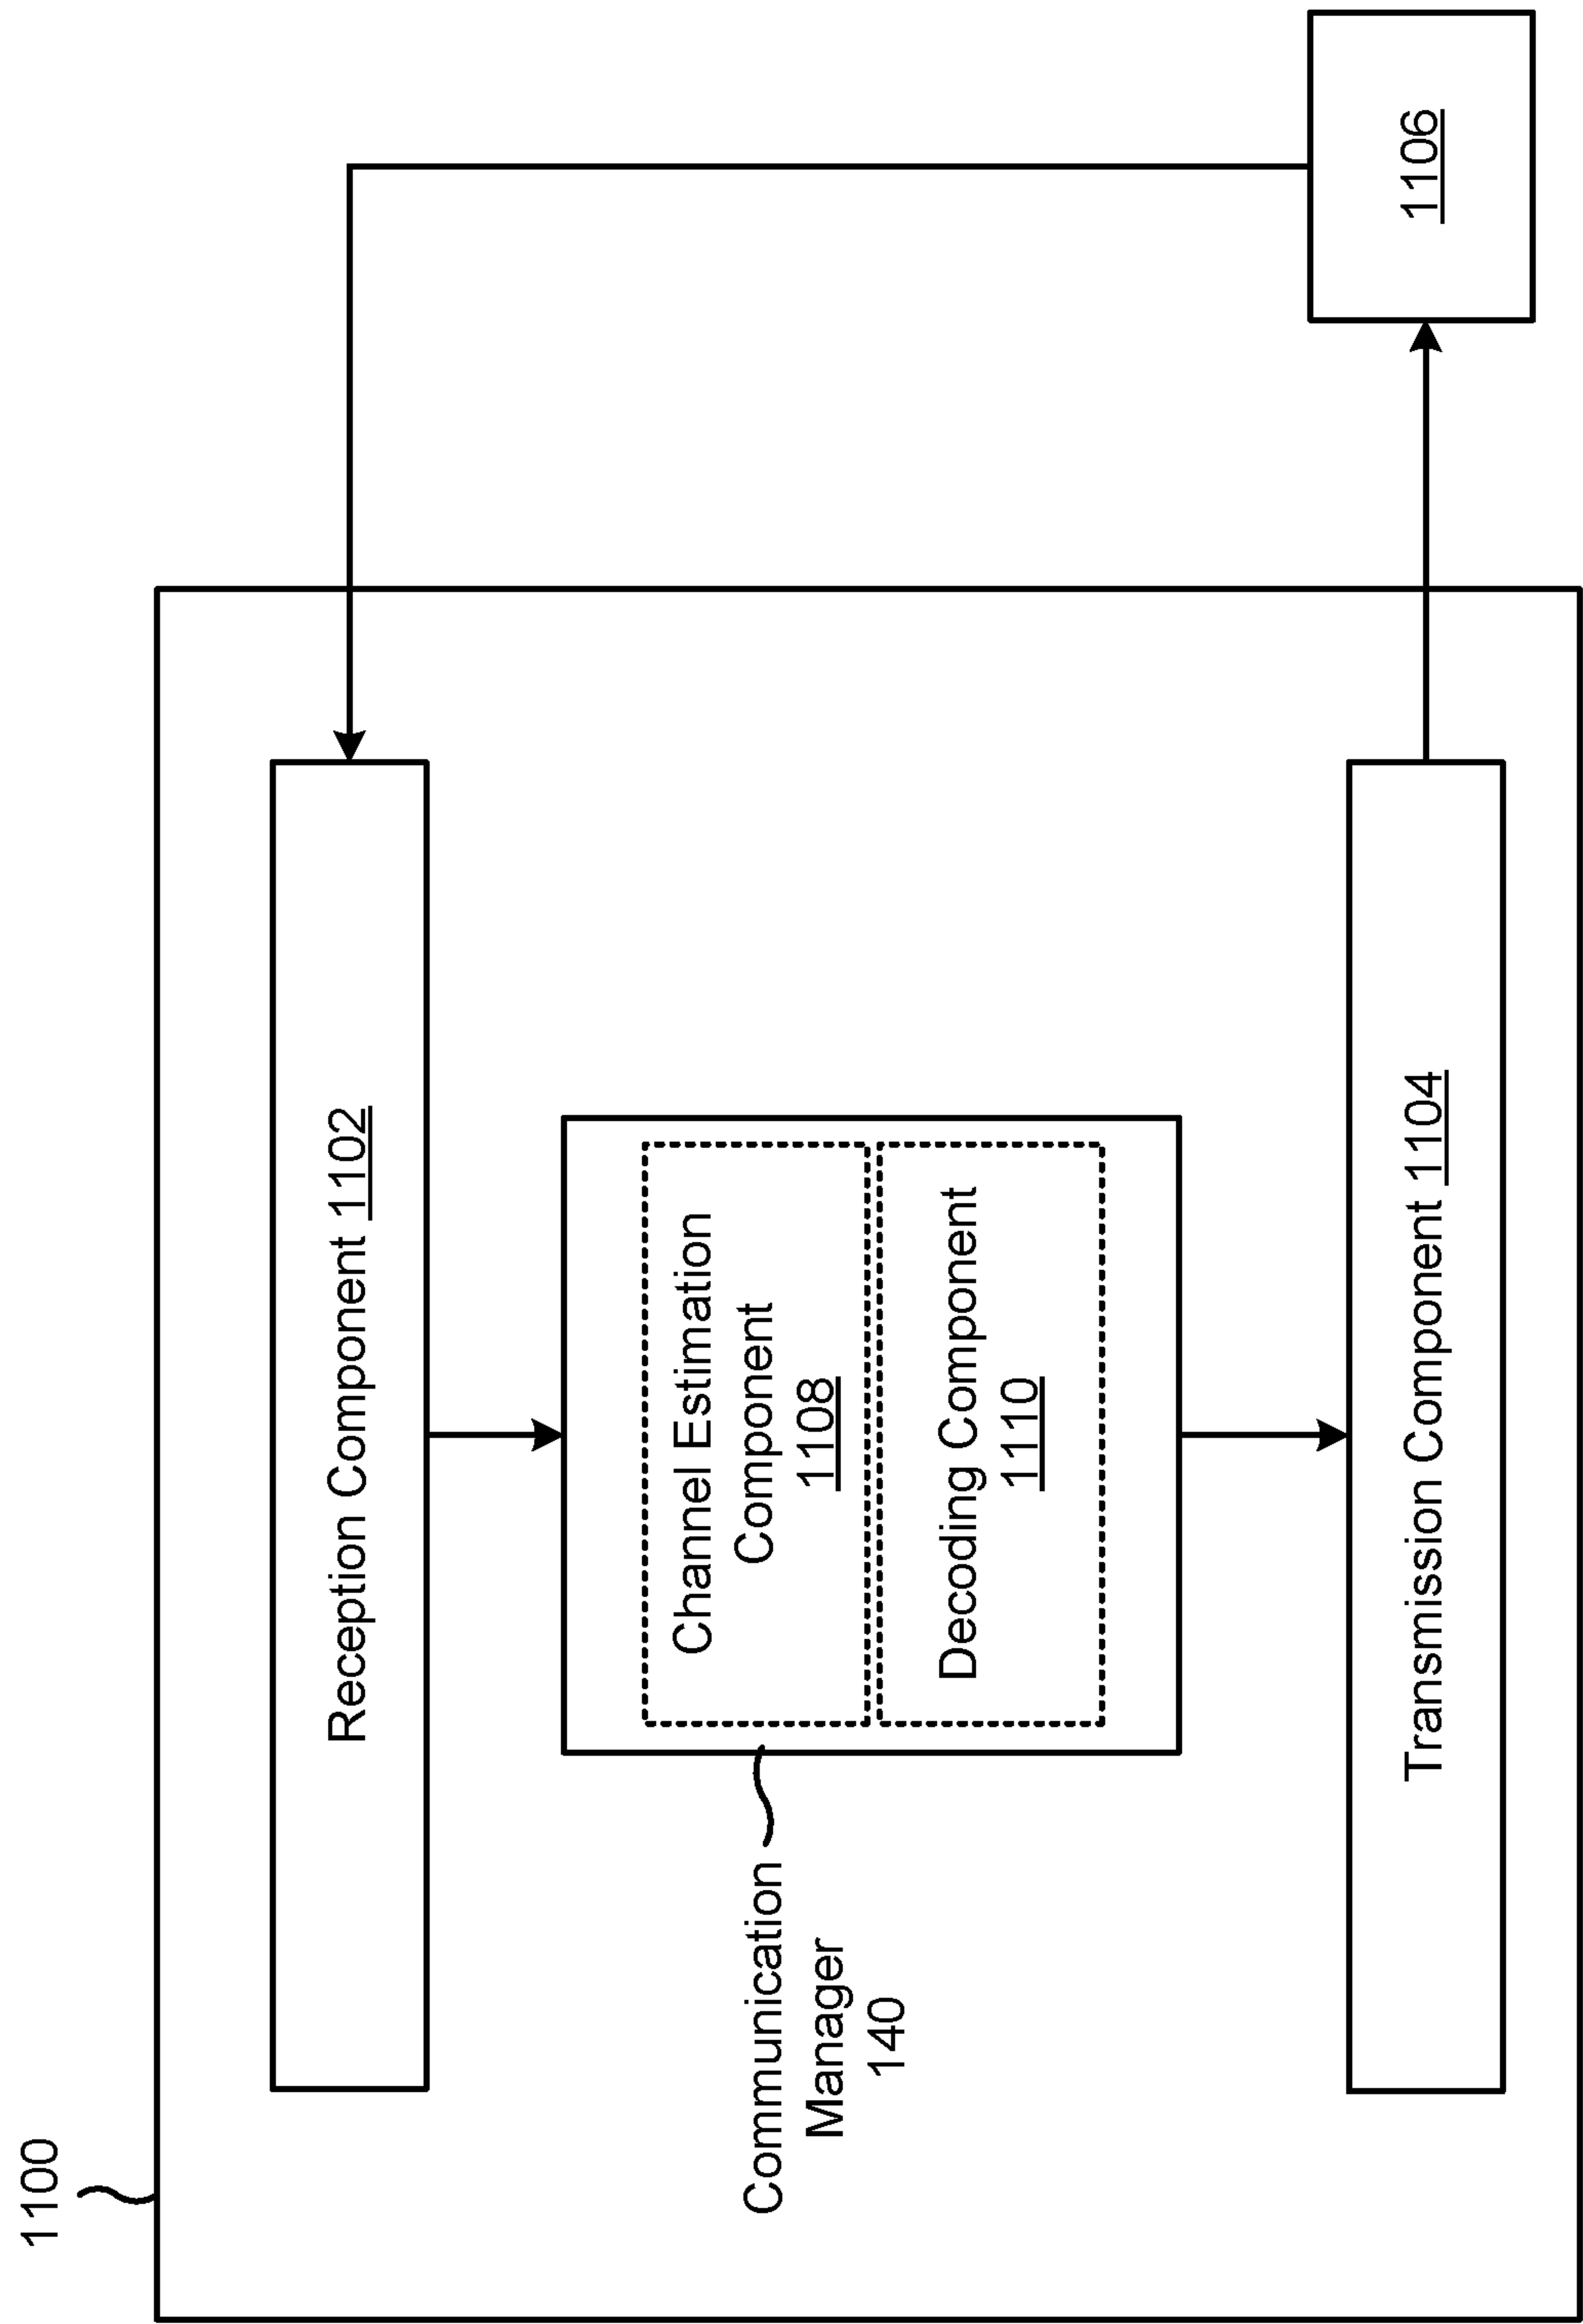 1100
Reception Component 1102
Communication
Manager
140
Channel Estimation
Component
1108
Decoding Component
1110
Transmission Component 1104
1106